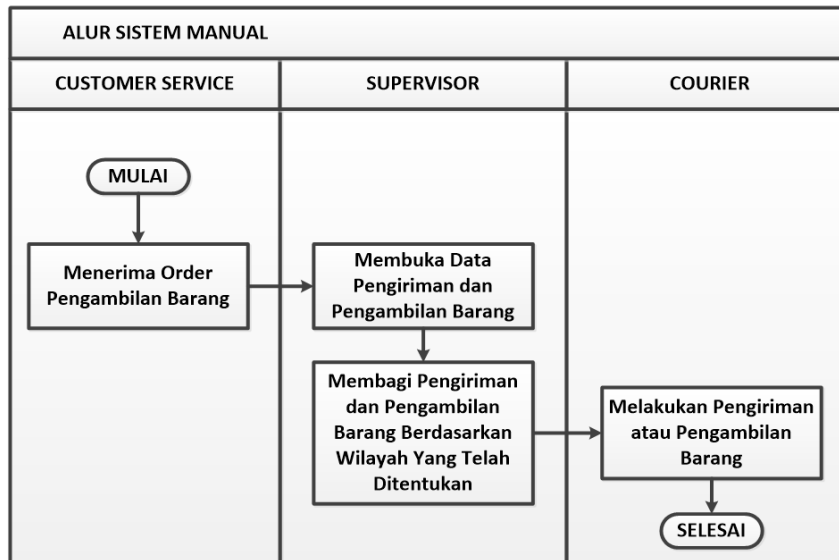 ALUR SISTEM MANUAL
CUSTOMER SERVICE
SUPERVISOR
COURIER
MULAI
Menerima Order
Pengambilan Barang
Membuka Data
Pengiriman dan
Pengambilan Barang
Membagi Pengiriman
dan Pengambilan
Barang Berdasarkan
Wilayah Yang Telah
Ditentukan
Melakukan Pengiriman
atau Pengambilan
Barang
SELESAI